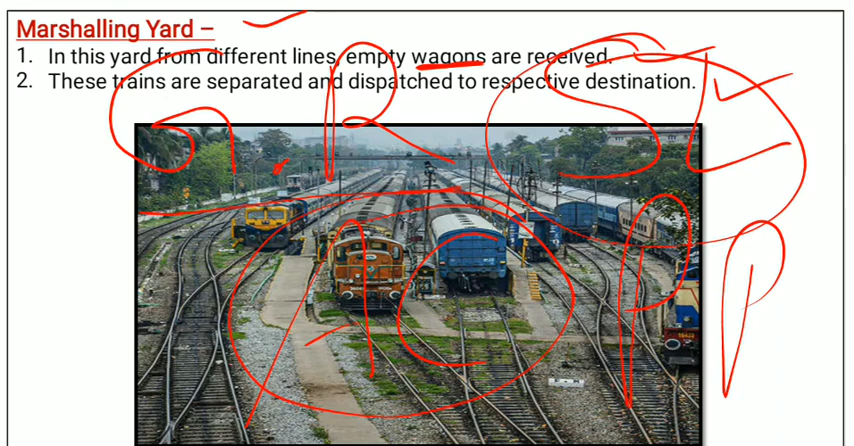 Marshalling Yard –
1. In this yard from different lines, empty wagons are received.
2. These trains are separated and dispatched to respective destination.